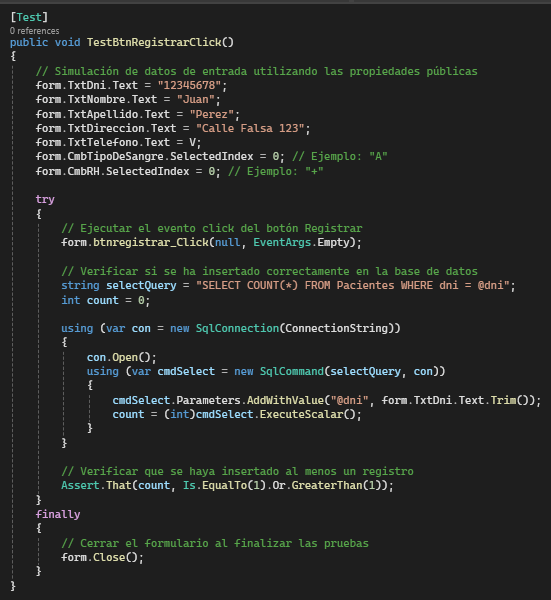 [Test]
0 references
public void TestBtnRegistrarClick()
{
// Simulación de datos de entrada utilizando las propiedades públicas
form.TxtDni.Text = "12345678";
form.TxtNombre.Text = "Juan";
form.TxtApellido.Text = "Perez";
form.TxtDireccion.Text = "Calle Falsa 123";
form.TxtTelefono.Text = V;
form.CmbTipoDeSangre.SelectedIndex = 0; // Ejemplo: "A"
form.CmbRH.SelectedIndex = 0; // Ejemplo: "+"
try
{
// Ejecutar el evento click del botón Registrar
form.btnregistrar_Click(null, EventArgs.Empty);
// Verificar si se ha insertado correctamente en la base de datos
string selectQuery = "SELECT COUNT(*) FROM Pacientes WHERE dni = @dni";
int count = 0;
using (var con = new SqlConnection(ConnectionString))
{
con.Open();
using (var cmdSelect = new SqlCommand(selectQuery, con))
{
cmdSelect.Parameters.AddWithValue("@dni", form.TxtDni.Text.Trim());
count = (int)cmdSelect.ExecuteScalar();
}
}
// Verificar que se haya insertado al menos un registro
Assert.That(count, Is.EqualTo(1).Or.GreaterThan(1));
}
finally
{
// Cerrar el formulario al finalizar las pruebas
form.Close();
}
}